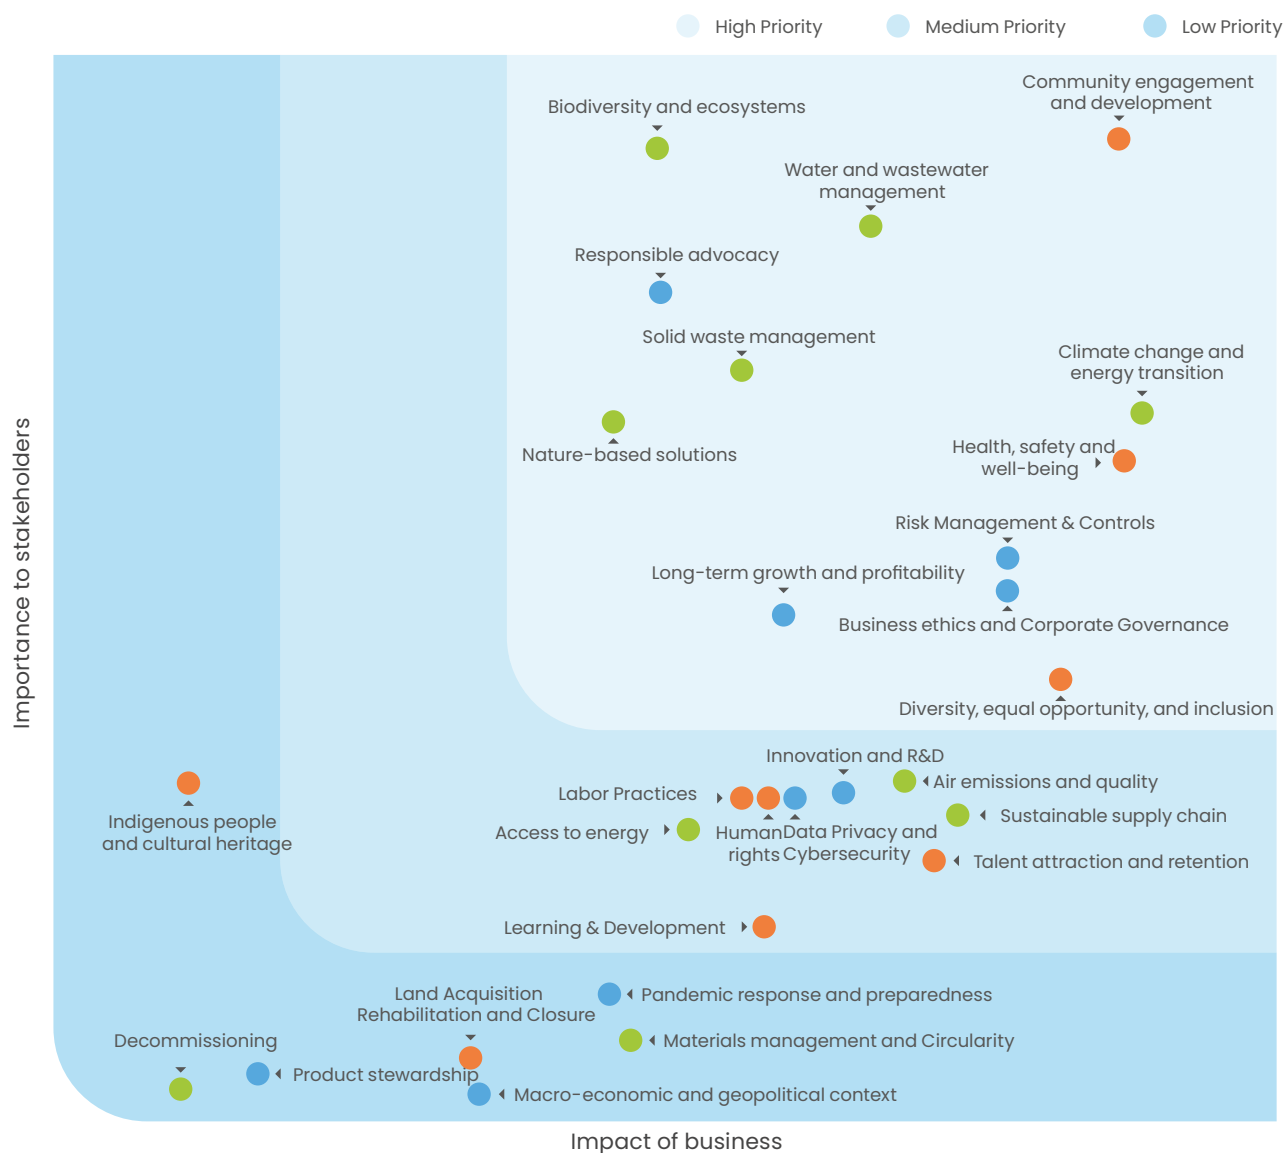 High Priority
Medium Priority
Low Priority
Community engagement
and development
Biodiversity and ecosystems
Water and wastewater
management
Responsible advocacy
Solid waste management
Climate change and
energy transition
Nature-based solutions
Health, safety and
well-being
Risk Management & Controls
Long-term growth and profitability
Business ethics and Corporate Governance
Diversity, equal opportunity, and inclusion
Importance to stakeholders
Innovation and R&D
Air emissions and quality
Labor Practices
Sustainable supply chain
Access to energy
Human
rights
Data Privacy and
Cybersecurity
Indigenous people
and cultural heritage
Talent attraction and retention
Learning & Development
Land Acquisition
Rehabilitation and Closure
Pandemic response and preparedness
Decommissioning
Materials management and Circularity
Product stewardship
Macro-economic and geopolitical context
Impact of business